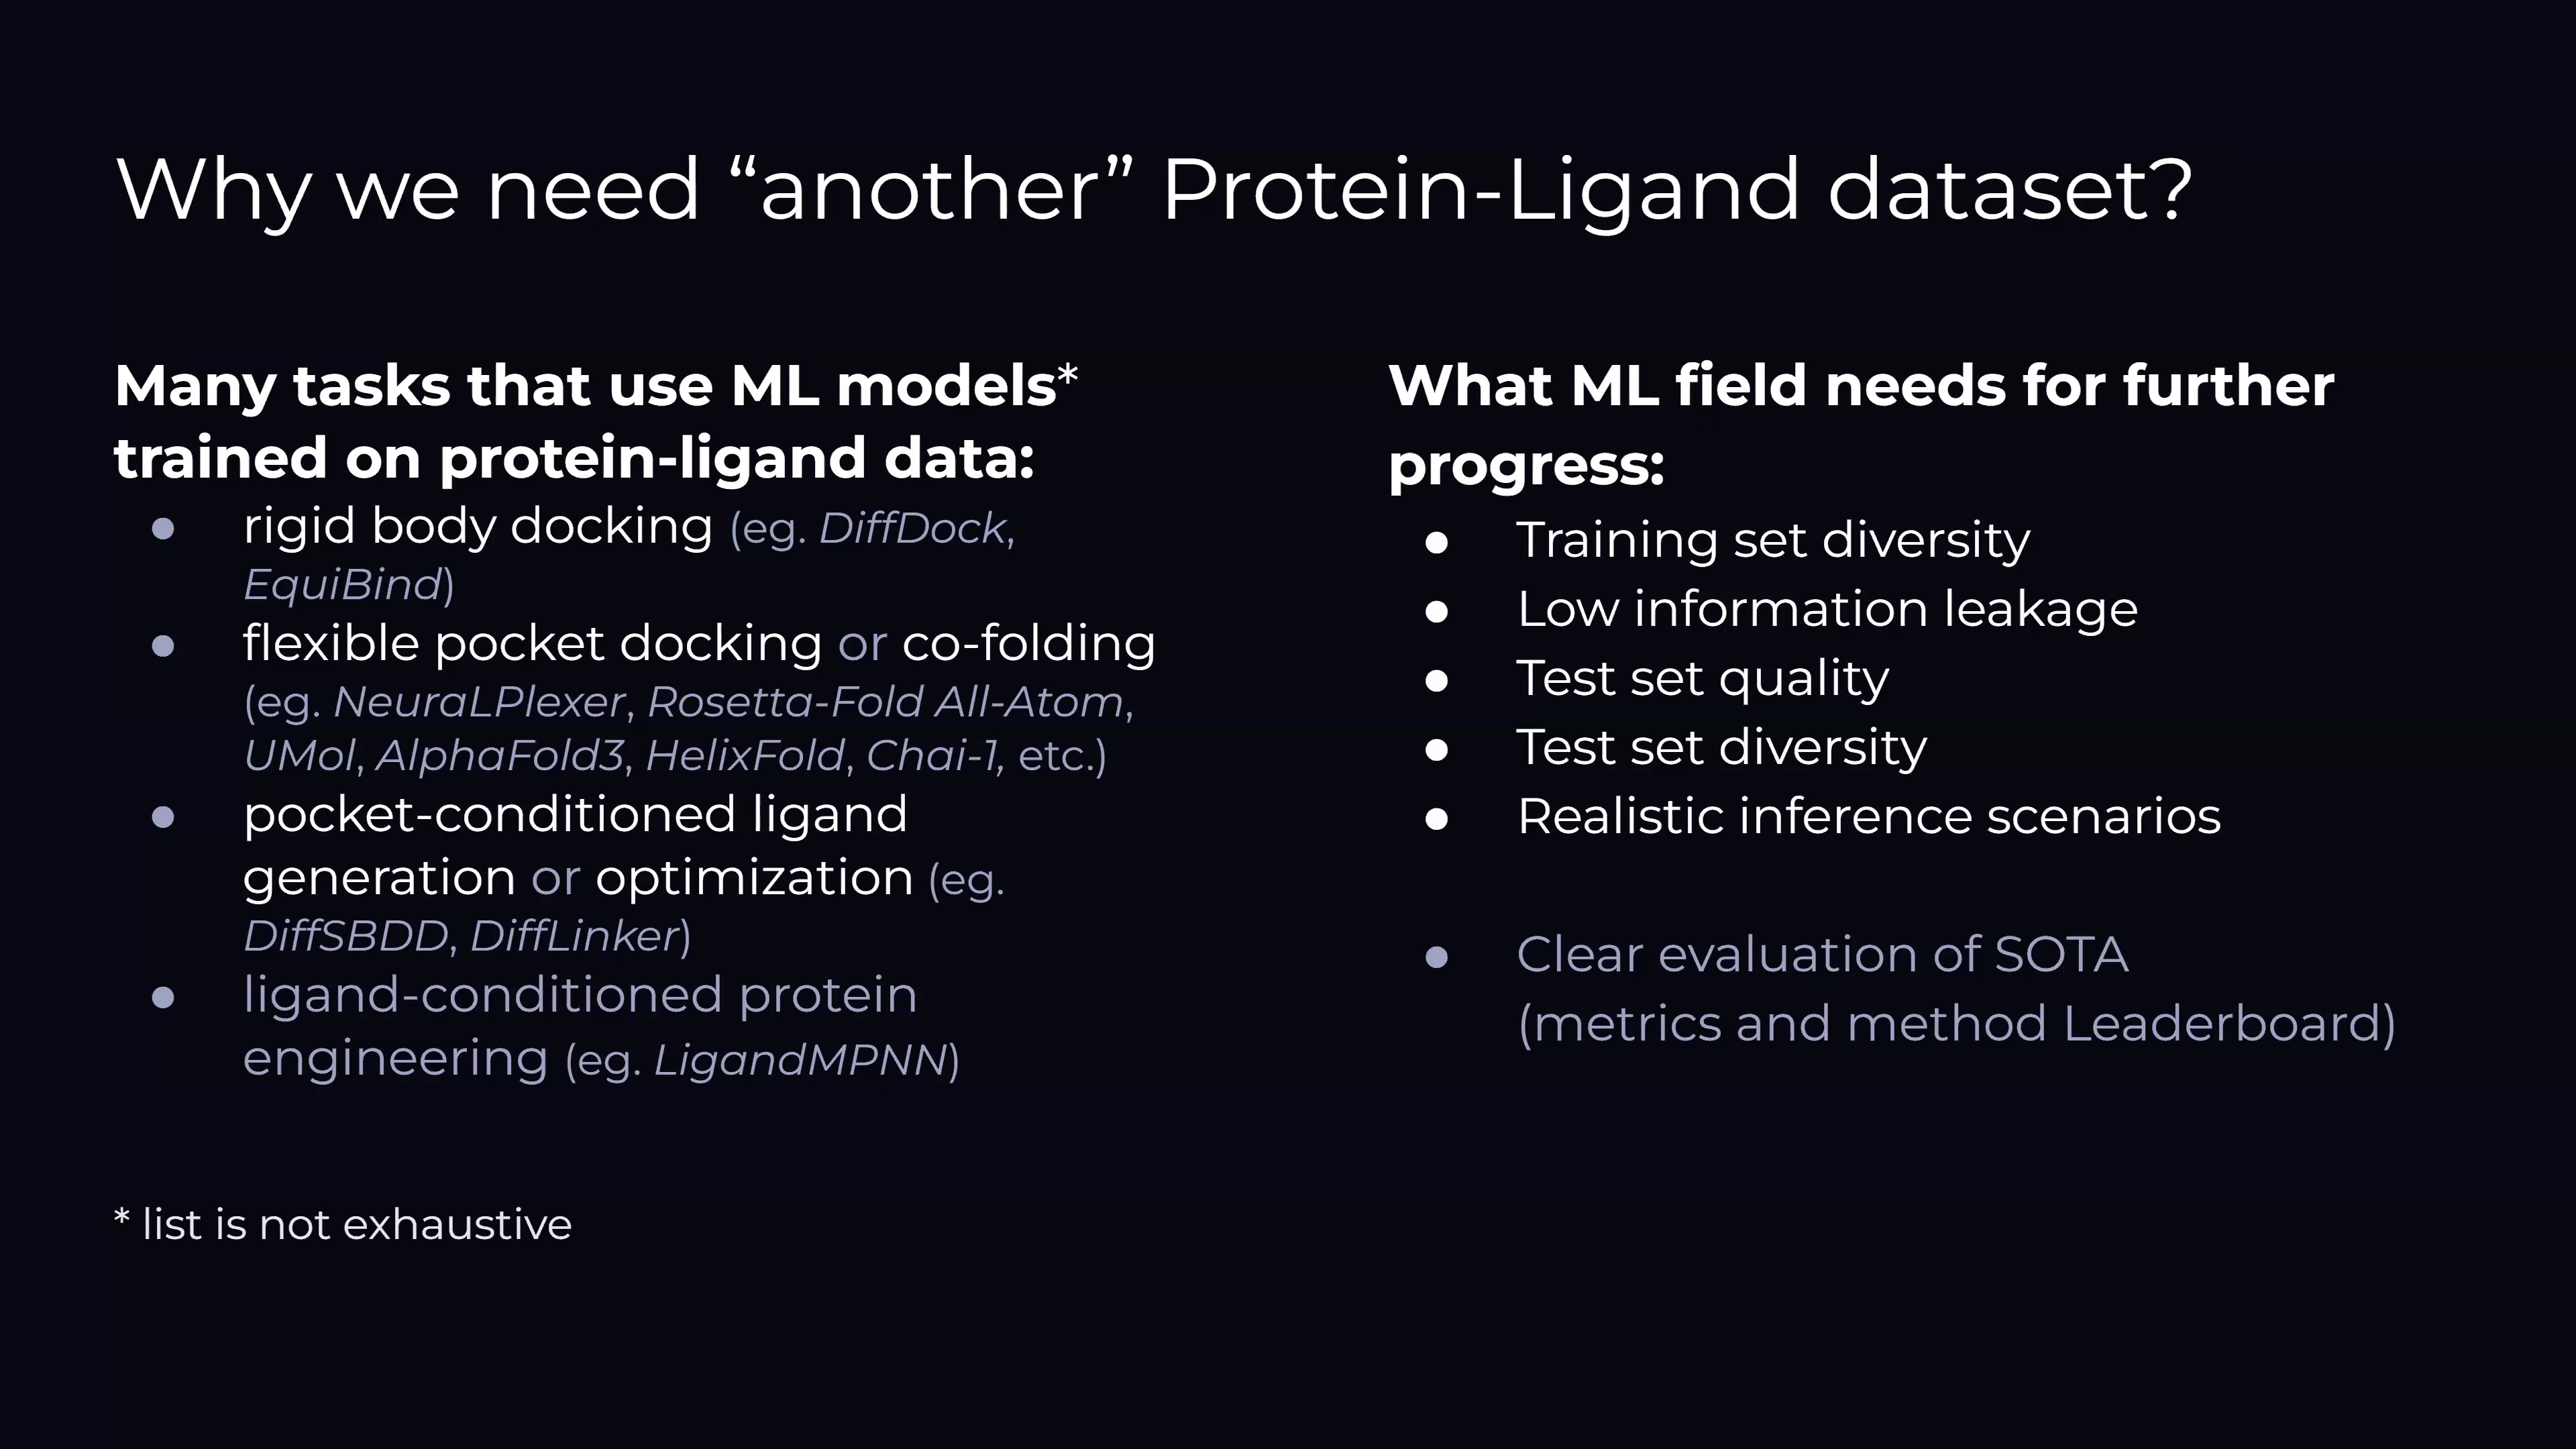 Why we need “another” Protein-Ligand dataset?
Many tasks that use ML models*
trained on protein-ligand data:
● rigid body docking (eg. DiffDock,
EquiBind)
● flexible pocket docking or co-folding
(eg. NeuraLPlexer, Rosetta-Fold All-Atom,
UMol, AlphaFold3, HelixFold, Chai-1, etc.)
● pocket-conditioned ligand
generation or optimization (eg.
DiffSBDD, DiffLinker)
● ligand-conditioned protein
engineering (eg. LigandMPNN)
* list is not exhaustive
What ML field needs for further
progress:
● Training set diversity
● Low information leakage
● Test set quality
● Test set diversity
● Realistic inference scenarios
● Clear evaluation of SOTA
(metrics and method Leaderboard)